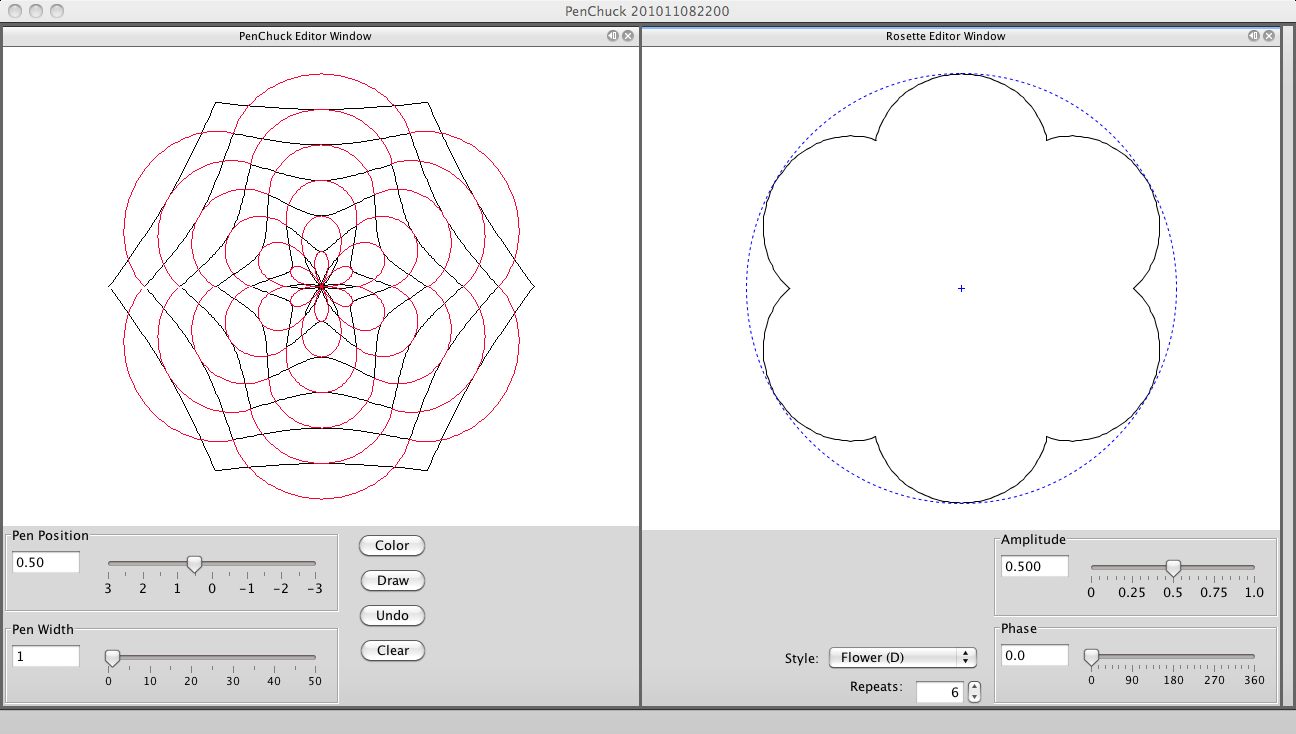 PenChuck 201011082200
PenChuck Editor Window
Rosette Editor Window
Pen Position
0.50
3 2 1 0 -1 -2 -3
Color
Draw
Undo
Clear
Pen Width
1
0 10 20 30 40 50
Amplitude
0.500
0 0.25 0.5 0.75 1.0
Phase
0.0
0 90 180 270 360
Style: Flower (D)
Repeats: 6